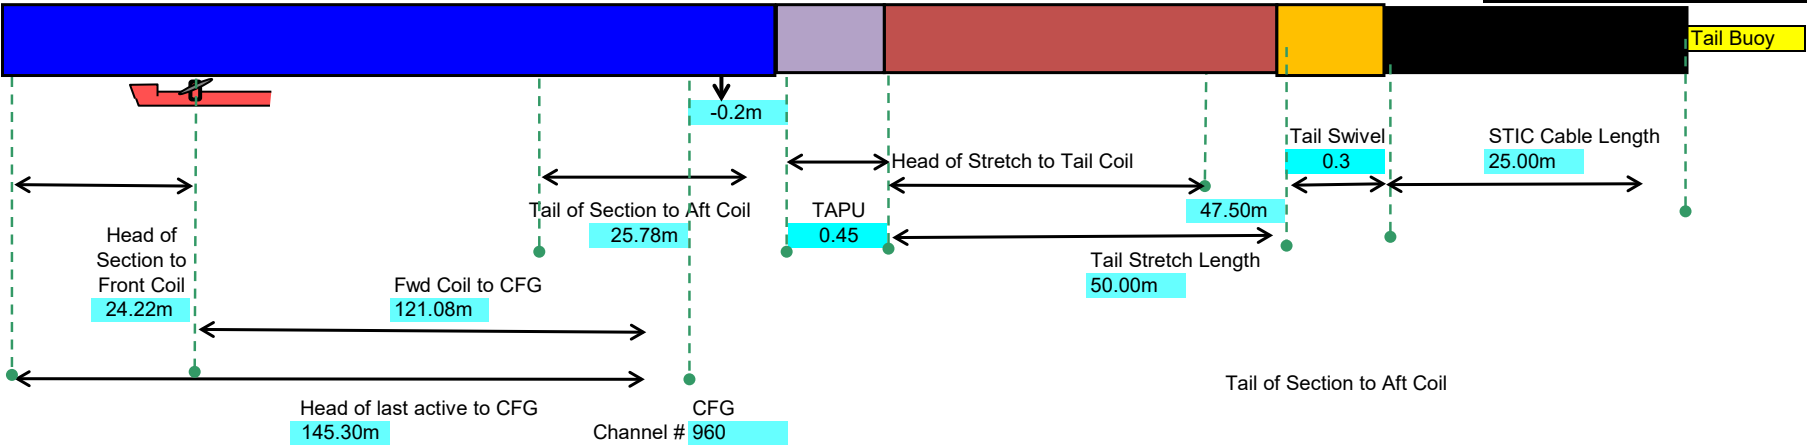 Tail Buoy
-0.2m
Tail Swivel
0.3
STIC Cable Length
25.00m
Head of Stretch to Tail Coil
47.50m
Tail of Section to Aft Coil
25.78m
TAPU
0.45
Head of
Section to
Front Coil
24.22m
Fwd Coil to CFG
121.08m
Tail Stretch Length
50.00m
Tail of Section to Aft Coil
Head of last active to CFG
145.30m
CFG
Channel # 960